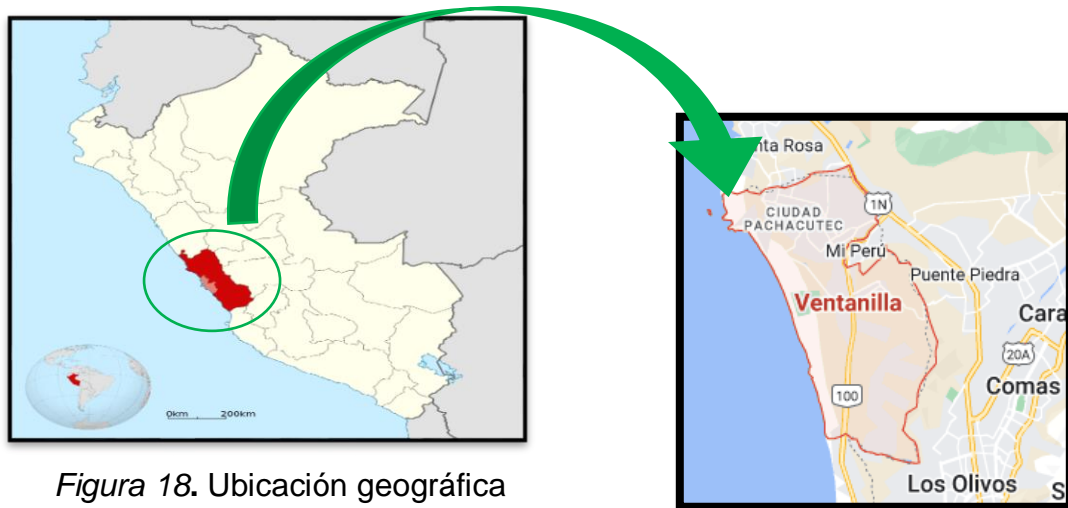 0km 200km
Figura 18. Ubicación geográfica
nta Rosa
1N
CIUDAD
PACHACUTEC
Mi Perú
Puente Piedra
Ventanilla
Cara
20A
Comas
100
Los Olivos
S